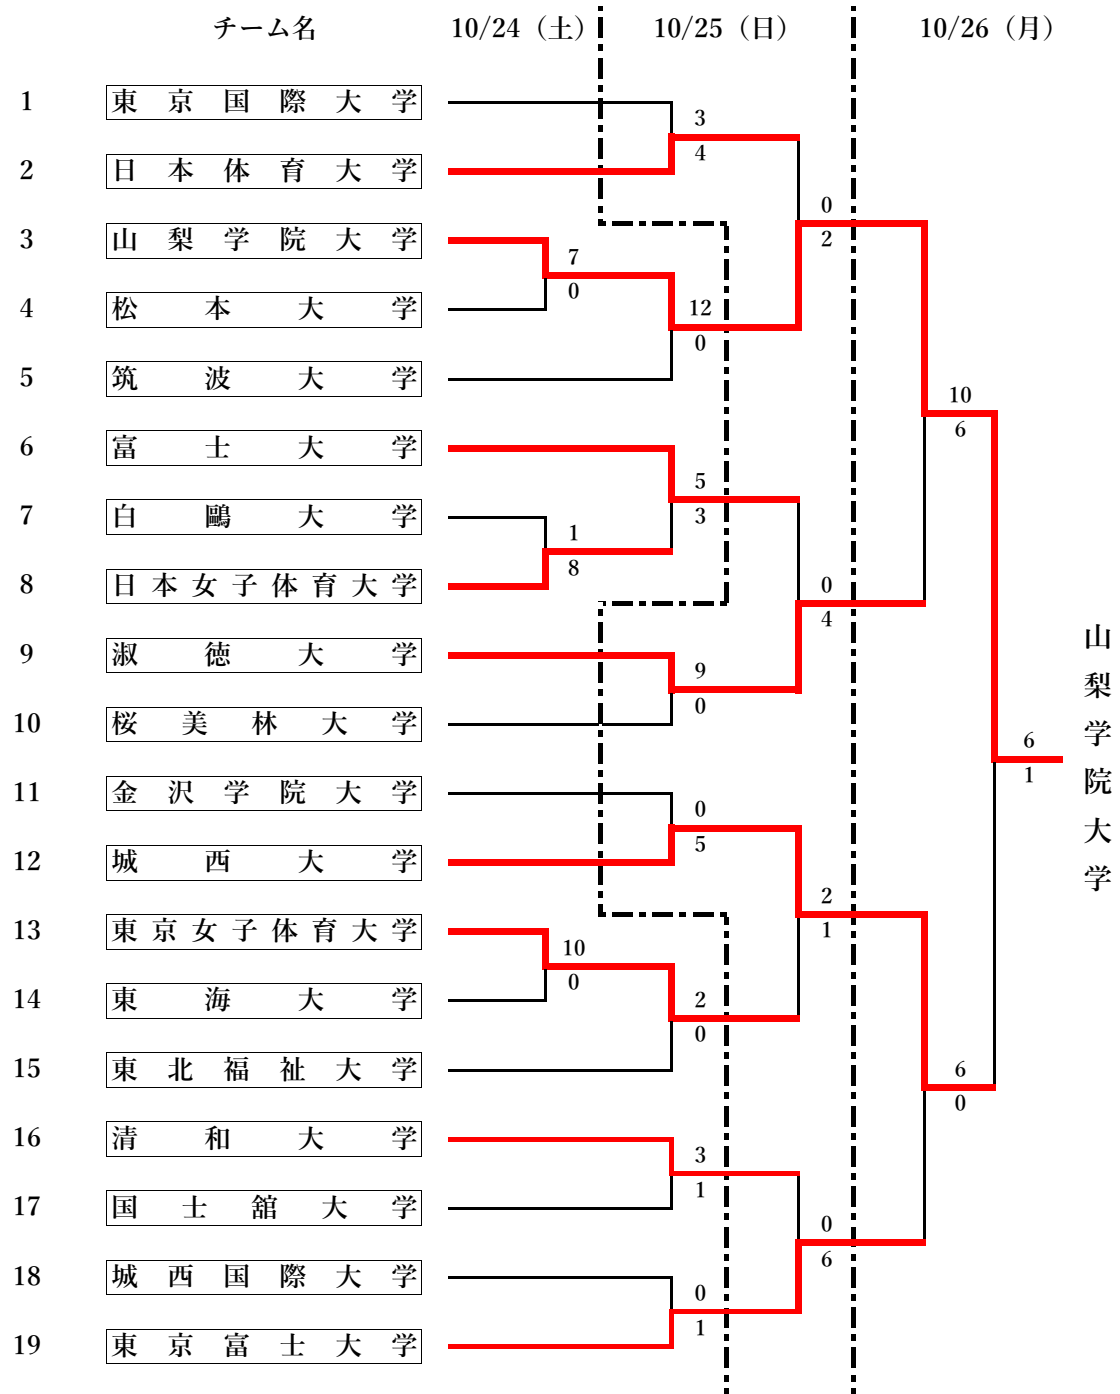 チーム名 10/24（土） 10/25（日） 10/26（月）
1 東京国際大学
3
2 日本体育大学
4
0
3 山梨学院大学
2
7
0
4 松本大学
12
0
5 筑波大学
10
6
6 富士大学
5
3
7 白鷗大学
1
8
8 日本女子体育大学
0
4
9 淑徳大学
9
0
10 桜美林大学
山梨学院大学
6
1
11 金沢学院大学
0
5
12 城西大学
2
1
13 東京女子体育大学
10
0
14 東海大学
2
0
15 東北福祉大学
6
0
16 清和大学
3
1
17 国士舘大学
0
6
18 城西国際大学
0
1
19 東京富士大学